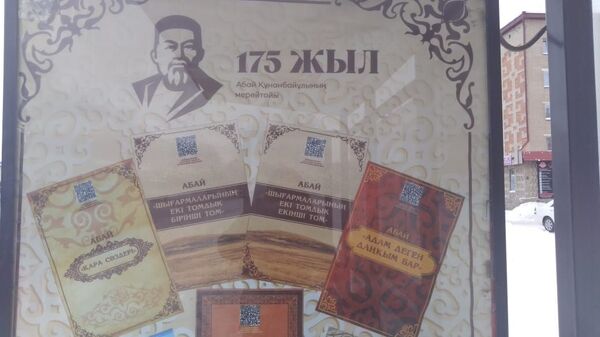 175 ЖЫЛ
Абай Құнанбайұлының
мерейтойы
АБАЙ
«ҚАРА СӨЗДЕРІ»
АБАЙ
«ШЫҒАРМАЛАРЫНЫҢ
ЕКІ ТОМДЫҚ
БІРІНШІ ТОМ»
АБАЙ
«ШЫҒАРМАЛАРЫНЫҢ
ЕКІ ТОМДЫҚ
ЕКІНШІ ТОМ»
АБАЙ
«АДАМ ДЕГЕН
ДАҢҚЫМ БАР»